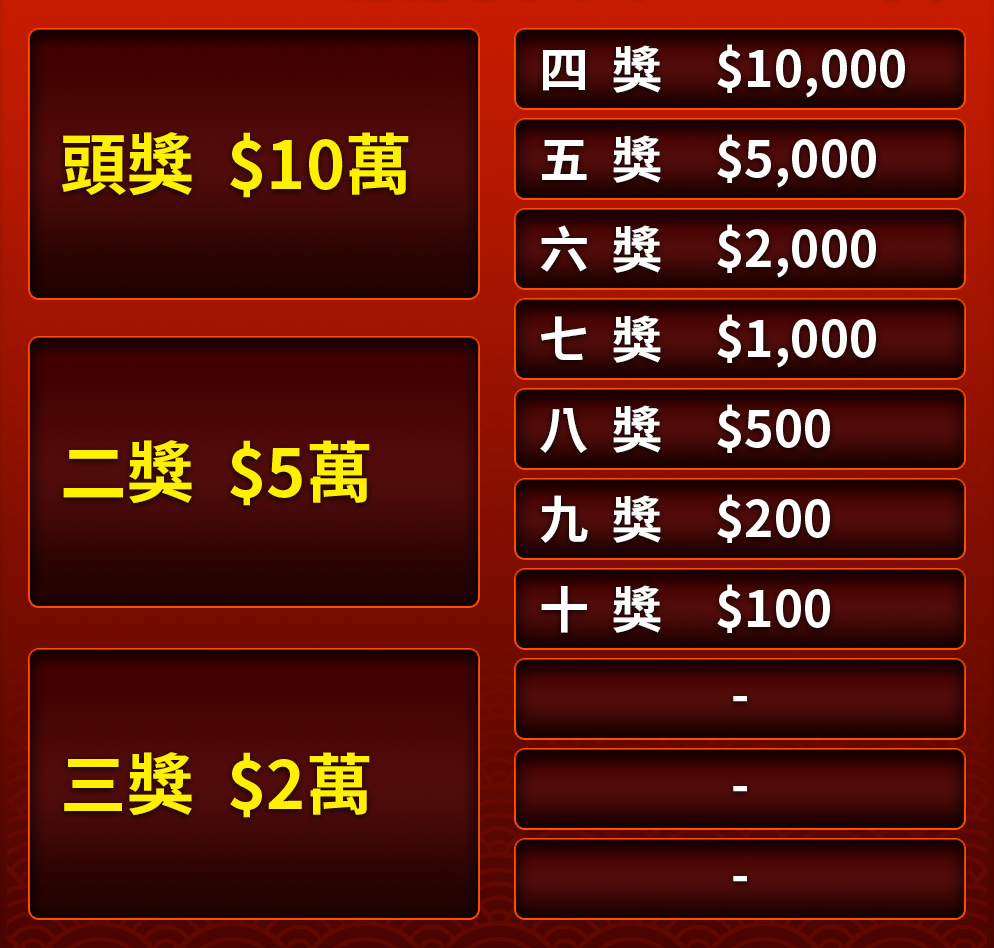 頭獎 $10萬
二獎 $5萬
三獎 $2萬
四獎 $10,000
五獎 $5,000
六獎 $2,000
七獎 $1,000
八獎 $500
九獎 $200
十獎 $100
-
-
-